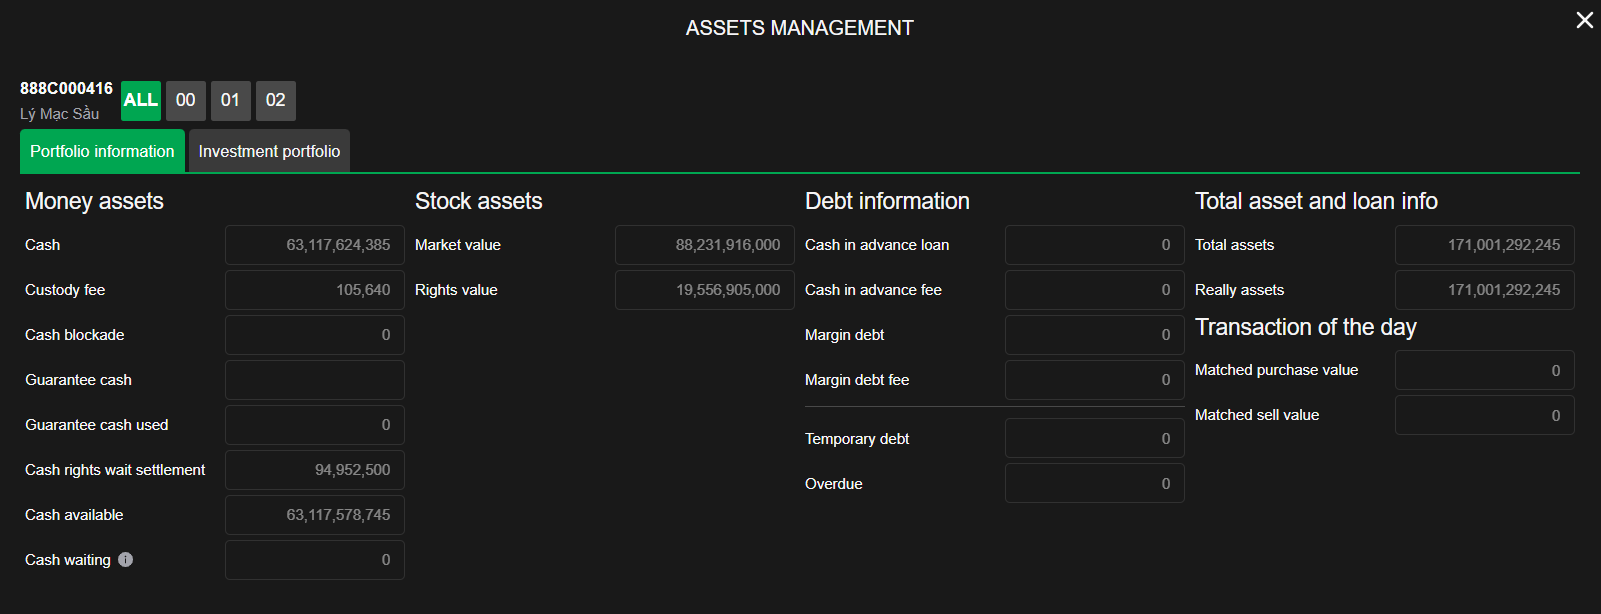 ASSETS MANAGEMENT
888C000416
Lý Mạc Sầu
ALL 00 01 02
Portfolio information Investment portfolio
Money assets
Cash 63,117,624,385
Custody fee 105,640
Cash blockade 0
Guarantee cash
Guarantee cash used 0
Cash rights wait settlement 94,952,500
Cash available 63,117,578,745
Cash waiting 0
Stock assets
Market value 88,231,916,000
Rights value 19,556,905,000
Debt information
Cash in advance loan 0
Cash in advance fee 0
Margin debt 0
Margin debt fee 0
Temporary debt 0
Overdue 0
Total asset and loan info
Total assets 171,001,292,245
Really assets 171,001,292,245
Transaction of the day
Matched purchase value 0
Matched sell value 0